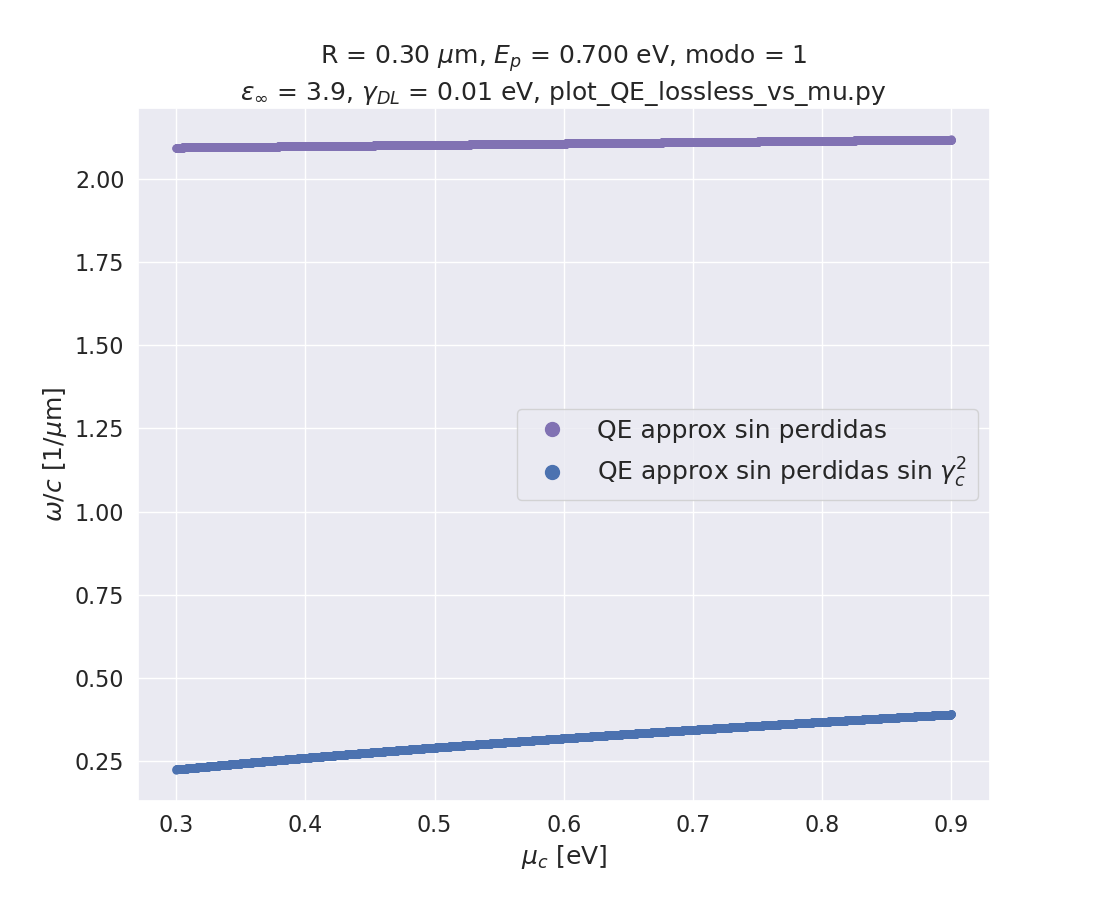 R = 0.30 μm, E_p = 0.700 eV, modo = 1
ε_∞ = 3.9, γ_DL = 0.01 eV, plot_QE_lossless_vs_mu.py
2.00
1.75
1.50
1.25
1.00
0.75
0.50
0.25
ω/c [1/μm]
QE approx sin perdidas
QE approx sin perdidas sin γ_c^2
0.3 0.4 0.5 0.6 0.7 0.8 0.9
μ_c [eV]